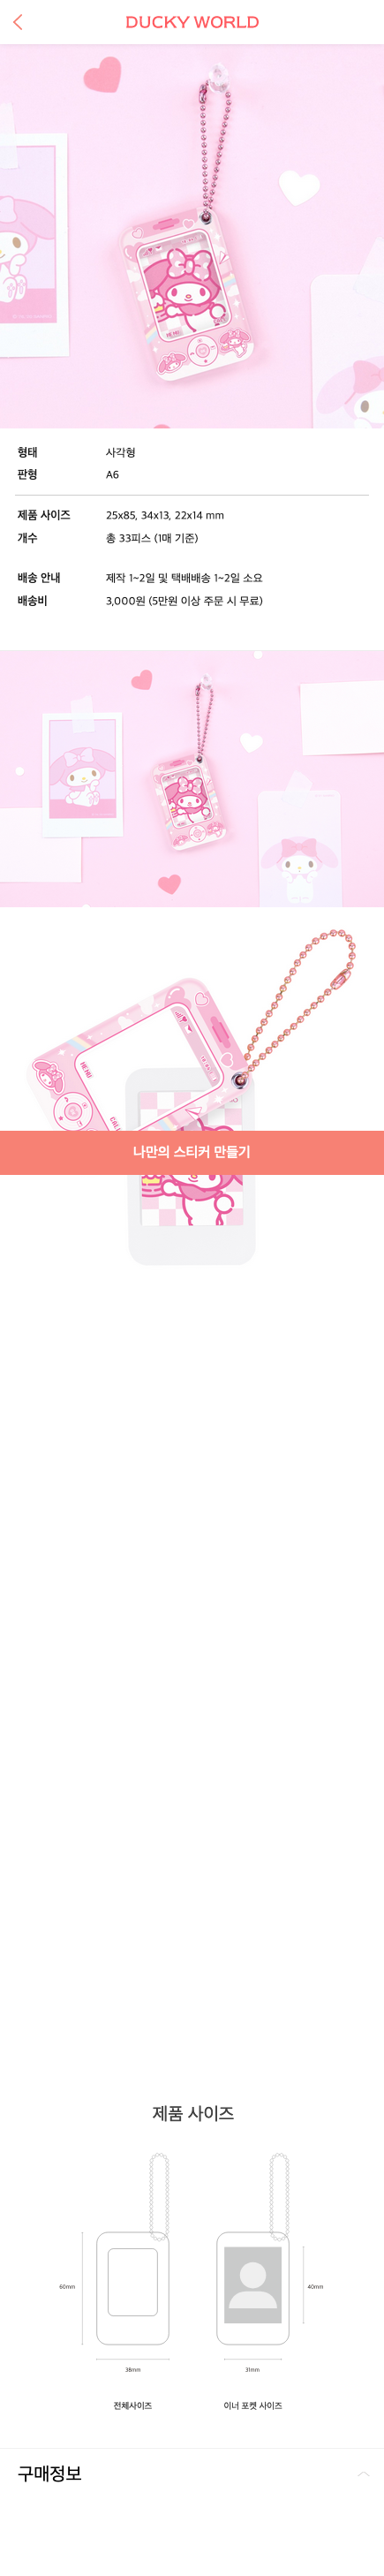 DUCKY WORLD
MENU
형태 사각형
판형 A6
제품 사이즈 25x85, 34x13, 22x14 mm
개수 총 33피스 (1매 기준)
배송 안내 제작 1~2일 및 택배배송 1~2일 소요
배송비 3,000원 (5만원 이상 주문 시 무료)
MENU
나만의 스티커 만들기
제품 사이즈
60mm
40mm
38mm
31mm
전체사이즈
이너 포켓 사이즈
구매정보